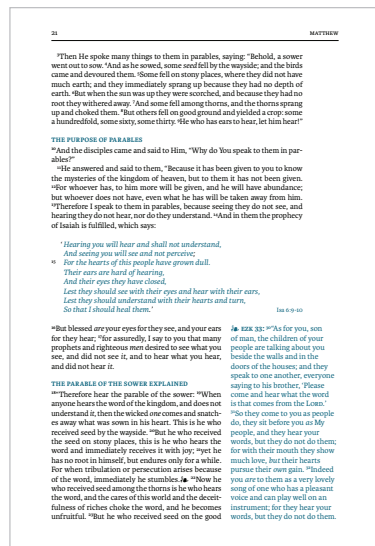 21
MATTHEW
³Then He spoke many things to them in parables, saying: “Behold, a sower
went out to sow. ⁴And as he sowed, some seed fell by the wayside; and the birds
came and devoured them. ⁵Some fell on stony places, where they did not have
much earth; and they immediately sprang up because they had no depth of
earth. ⁶But when the sun was up they were scorched, and because they had no
root they withered away. ⁷And some fell among thorns, and the thorns sprang
up and choked them. ⁸But others fell on good ground and yielded a crop: some
a hundredfold, some sixty, some thirty. ⁹He who has ears to hear, let him hear!”
THE PURPOSE OF PARABLES
¹⁰And the disciples came and said to Him, “Why do You speak to them in par-
ables?”
¹¹He answered and said to them, “Because it has been given to you to know
the mysteries of the kingdom of heaven, but to them it has not been given.
¹²For whoever has, to him more will be given, and he will have abundance;
but whoever does not have, even what he has will be taken away from him.
¹³Therefore I speak to them in parables, because seeing they do not see, and
hearing they do not hear, nor do they understand. ¹⁴And in them the prophecy
of Isaiah is fulfilled, which says:
‘Hearing you will hear and shall not understand,
And seeing you will see and not perceive;
¹⁵ For the hearts of this people have grown dull.
Their ears are hard of hearing,
And their eyes they have closed,
Lest they should see with their eyes and hear with their ears,
Lest they should understand with their hearts and turn,
So that I should heal them.’
Isa 6:9-10
¹⁶But blessed are your eyes for they see, and your ears
for they hear; ¹⁷for assuredly, I say to you that many
prophets and righteous men desired to see what you
see, and did not see it, and to hear what you hear,
and did not hear it.
THE PARABLE OF THE SOWER EXPLAINED
¹⁸“Therefore hear the parable of the sower: ¹⁹When
anyone hears the word of the kingdom, and does not
understand it, then the wicked one comes and snatch-
es away what was sown in his heart. This is he who
received seed by the wayside. ²⁰But he who received
the seed on stony places, this is he who hears
the word and immediately receives it with joy; ²¹yet he
has no root in himself, but endures only for a while.
For when tribulation or persecution arises because
of the word, immediately he stumbles. ²²Now he
who received seed among the thorns is he who hears
the word, and the cares of this world and the deceit-
fulness of riches choke the word, and he becomes
unfruitful. ²³But he who received seed on the good
EZK 33: ³⁰“As for you, son
of man, the children of your
people are talking about you
beside the walls and in the
doors of the houses; and they
speak to one another, everyone
saying to his brother, ‘Please
come and hear what the word
is that comes from the LORD.’
³¹So they come to you as people
do, they sit before you as My
people, and they hear your
words, but they do not do them;
for with their mouth they show
much love, but their hearts
pursue their own gain. ³²Indeed
you are to them as a very lovely
song of one who has a pleasant
voice and can play well on an
instrument; for they hear your
words, but they do not do them.